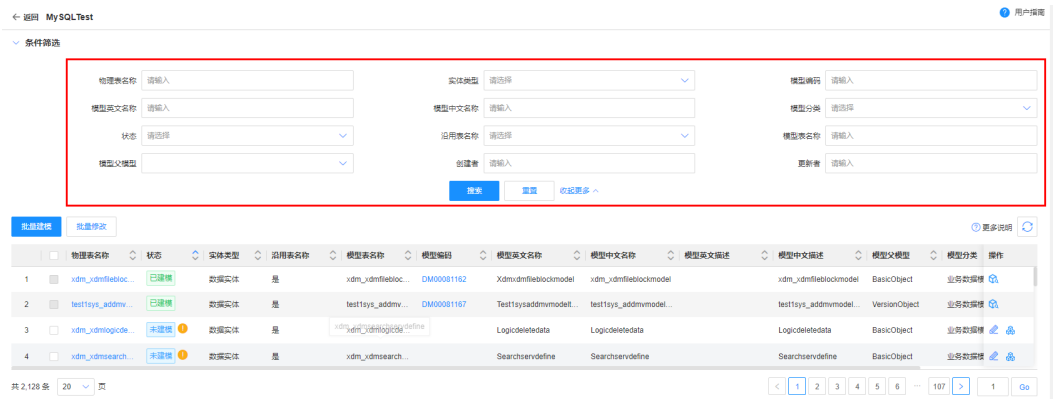 ← 返回 MySQLTest
? 用户指南
条件筛选
物理表名称 请输入 实体类型 请选择 模型编码 请输入
模型英文名称 请输入 模型中文名称 请输入 模型分类 请选择
状态 请选择 沿用表名称 请选择 模型表名称 请输入
模型父模型 创建者 请输入 更新者 请输入
搜索 重置 收起更多
批量建模 批量修改 ?更多说明
物理表名称 状态 实体类型 沿用表名称 模型表名称 模型编码 模型英文名称 模型中文名称 模型英文描述 模型中文描述 模型父模型 模型分类 操作
1 xdm_xdmfilebloc... 已建模 数据实体 是 xdm_xdmfilebloc... DM00081162 Xdmxdmfileblockmodel xdm_xdmfileblockmodel xdm_xdmfileblockmodel BasicObject 业务数据模
2 test1sys_addmv... 已建模 数据实体 是 test1sys_addmv... DM00081167 Test1sysaddmvmodelt... test1sys_addmvmodel... test1sys_addmvmodel... VersionObject 业务数据模
3 xdm_xdmlogicde... 未建模 数据实体 是 xdm_xdmlogicde... Logicdeletedata Logicdeletedata Logicdeletedata BasicObject 业务数据模
xdm_xdmsearchservdefine
4 xdm_xdmsearch... 未建模 数据实体 是 xdm_xdmsearch... Searchservdefine Searchservdefine Searchservdefine BasicObject 业务数据模
共 2,128 条 20 页 < 1 2 3 4 5 6 ··· 107 > 1 Go